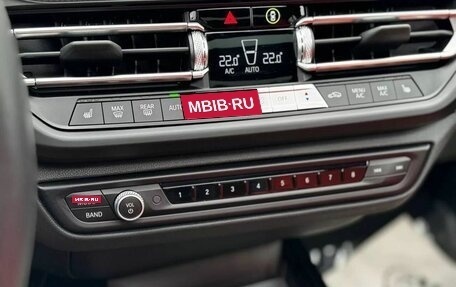 22.0 22.0
A/C AUTO
MAX REAR AUTO MBIB·RU OFF MENU A/C MAX A/C
MBIB·RU VOL 1 2 3 4 5 6 7 8
BAND